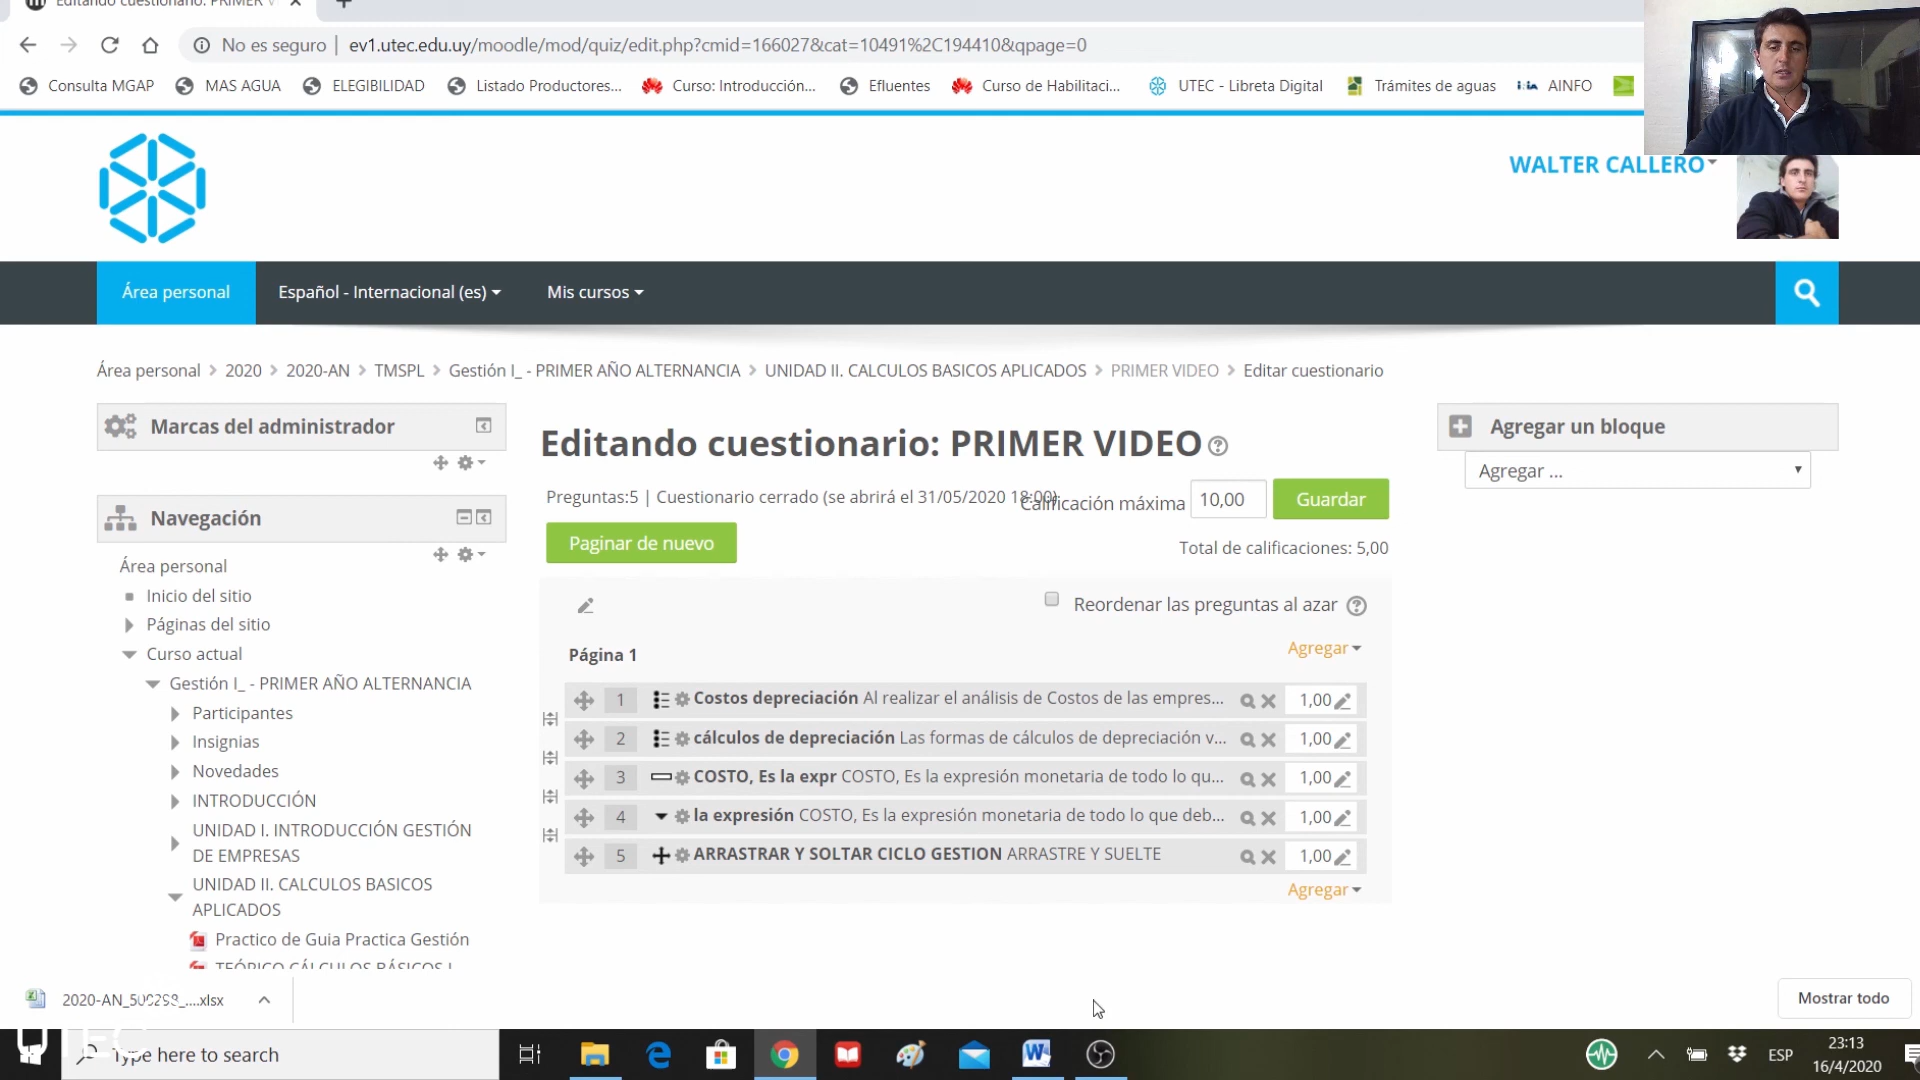 Editando cuestionario: PRIMER V
No es seguro | ev1.utec.edu.uy/moodle/mod/quiz/edit.php?cmid=166027&cat=10491%2C194410&qpage=0
Consulta MGAP MAS AGUA ELEGIBILIDAD Listado Productores... Curso: Introducción... Efluentes Curso de Habilitaci... UTEC - Libreta Digital Trámites de aguas AINFO
WALTER CALLERO
Área personal Español - Internacional (es) Mis cursos
Área personal > 2020 > 2020-AN > TMSPL > Gestión I_ - PRIMER AÑO ALTERNANCIA > UNIDAD II. CALCULOS BASICOS APLICADOS > PRIMER VIDEO > Editar cuestionario
Marcas del administrador
Navegación
Área personal
Inicio del sitio
Páginas del sitio
Curso actual
Gestión I_ - PRIMER AÑO ALTERNANCIA
Participantes
Insignias
Novedades
INTRODUCCIÓN
UNIDAD I. INTRODUCCIÓN GESTIÓN
DE EMPRESAS
UNIDAD II. CALCULOS BASICOS
APLICADOS
Practico de Guia Practica Gestión
TEÓRICO CÁLCULOS BÁSICOS I
Editando cuestionario: PRIMER VIDEO
Preguntas:5 | Cuestionario cerrado (se abrirá el 31/05/2020 18:00)
Calificación máxima 10,00 Guardar
Paginar de nuevo
Total de calificaciones: 5,00
Reordenar las preguntas al azar
Página 1
Agregar
1 Costos depreciación Al realizar el análisis de Costos de las empres... 1,00
2 cálculos de depreciación Las formas de cálculos de depreciación v... 1,00
3 COSTO, Es la expr COSTO, Es la expresión monetaria de todo lo qu... 1,00
4 la expresión COSTO, Es la expresión monetaria de todo lo que deb... 1,00
5 ARRASTRAR Y SOLTAR CICLO GESTION ARRASTRE Y SUELTE 1,00
Agregar
Agregar un bloque
Agregar ...
2020-AN_500298_....xlsx
Mostrar todo
UTEC
Type here to search
ESP
23:13
16/4/2020